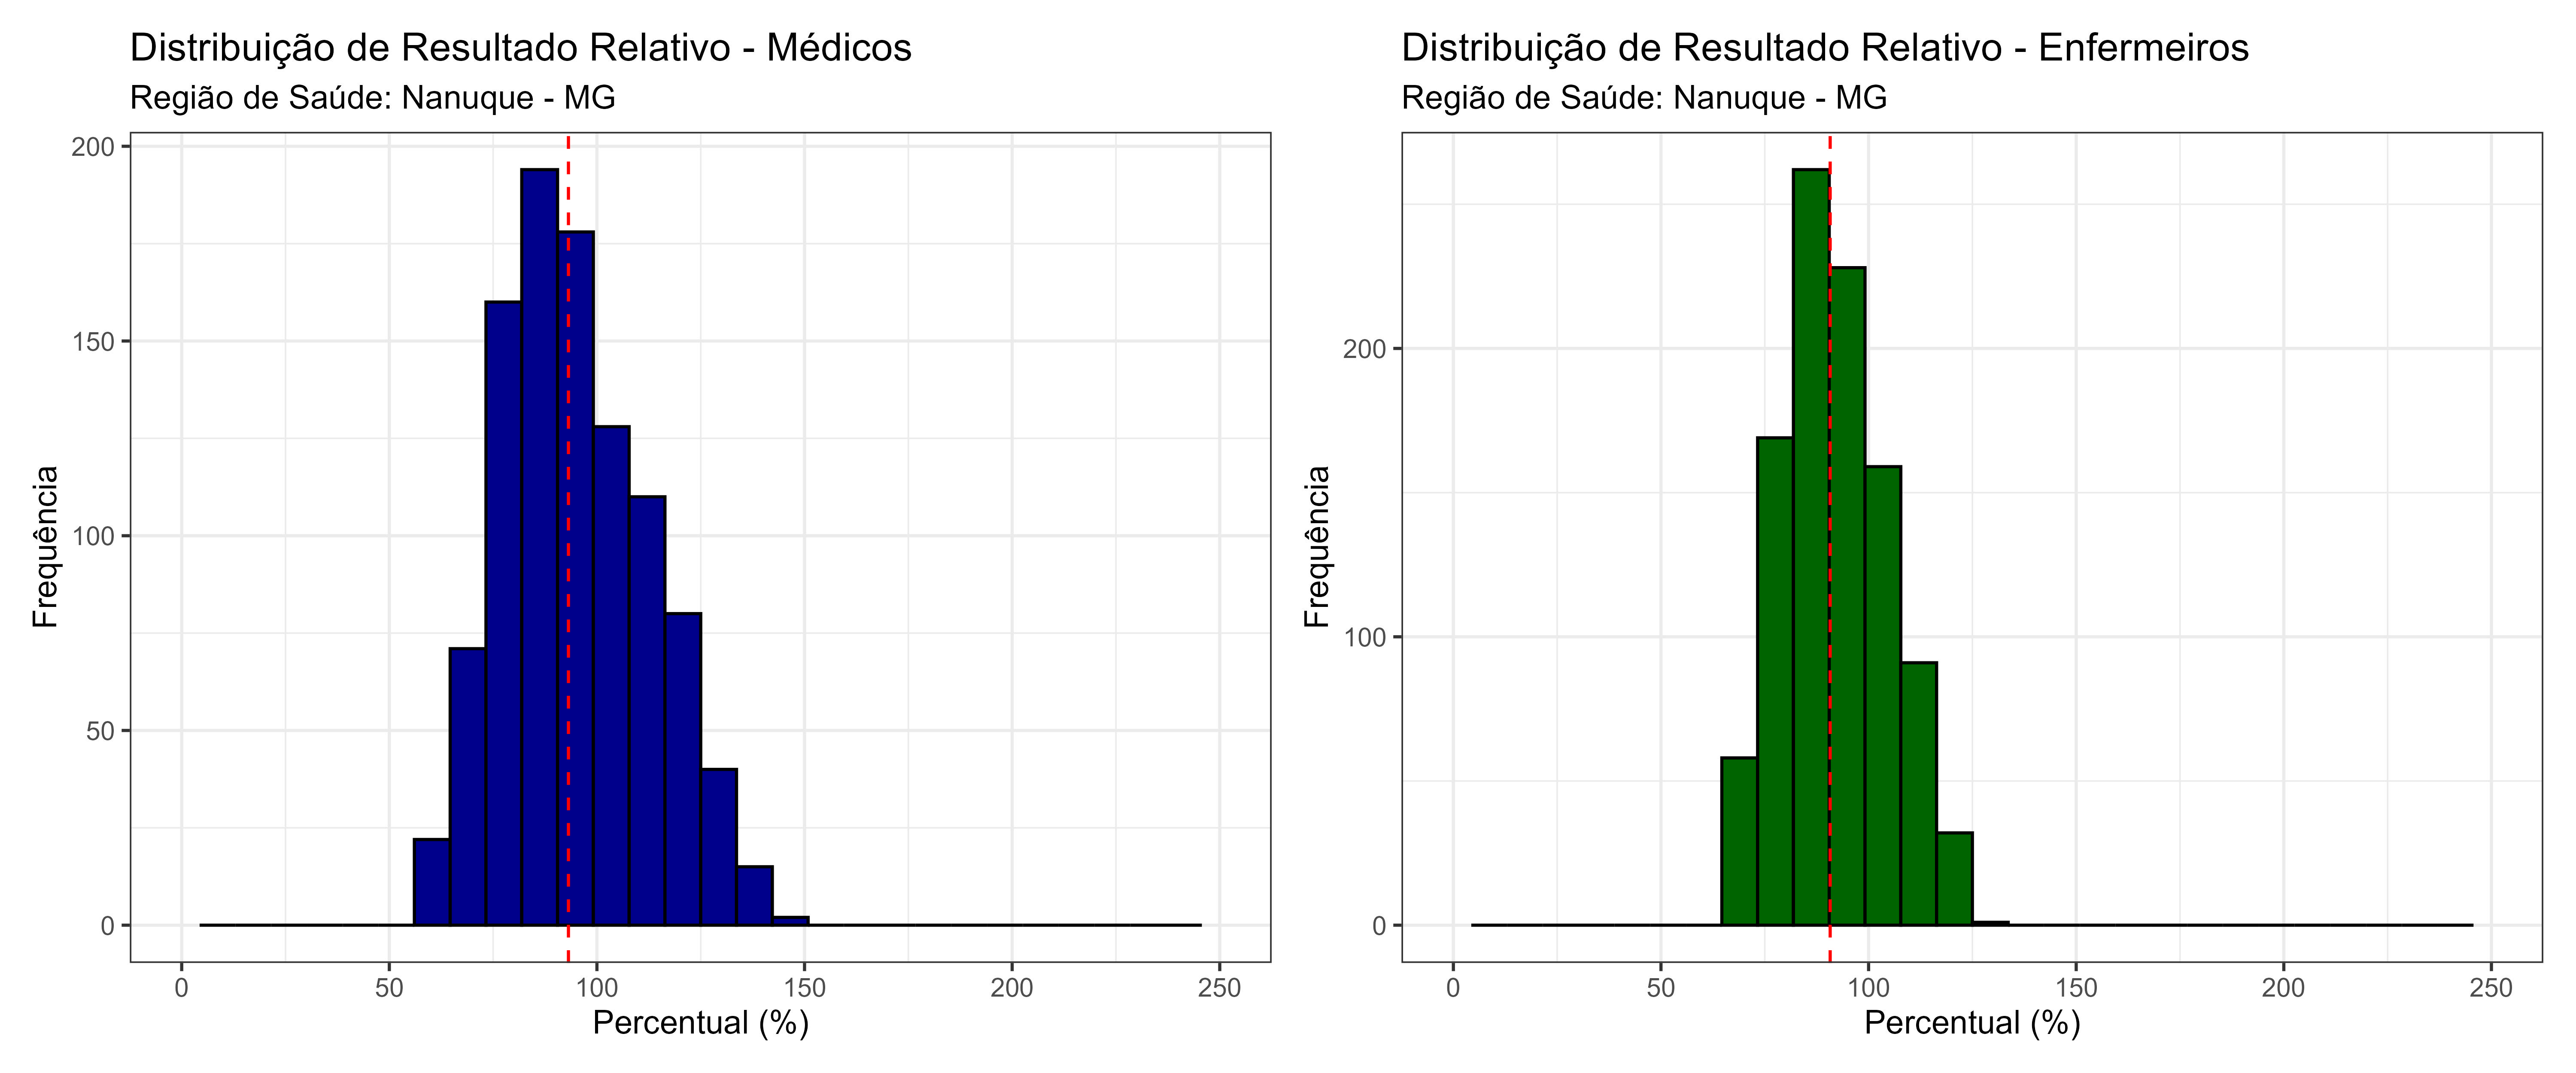 Distribuição de Resultado Relativo - Médicos
Região de Saúde: Nanuque - MG
200
150
100
50
0
Frequência
0 50 100 150 200 250
Percentual (%)
Distribuição de Resultado Relativo - Enfermeiros
Região de Saúde: Nanuque - MG
200
100
0
Frequência
0 50 100 150 200 250
Percentual (%)